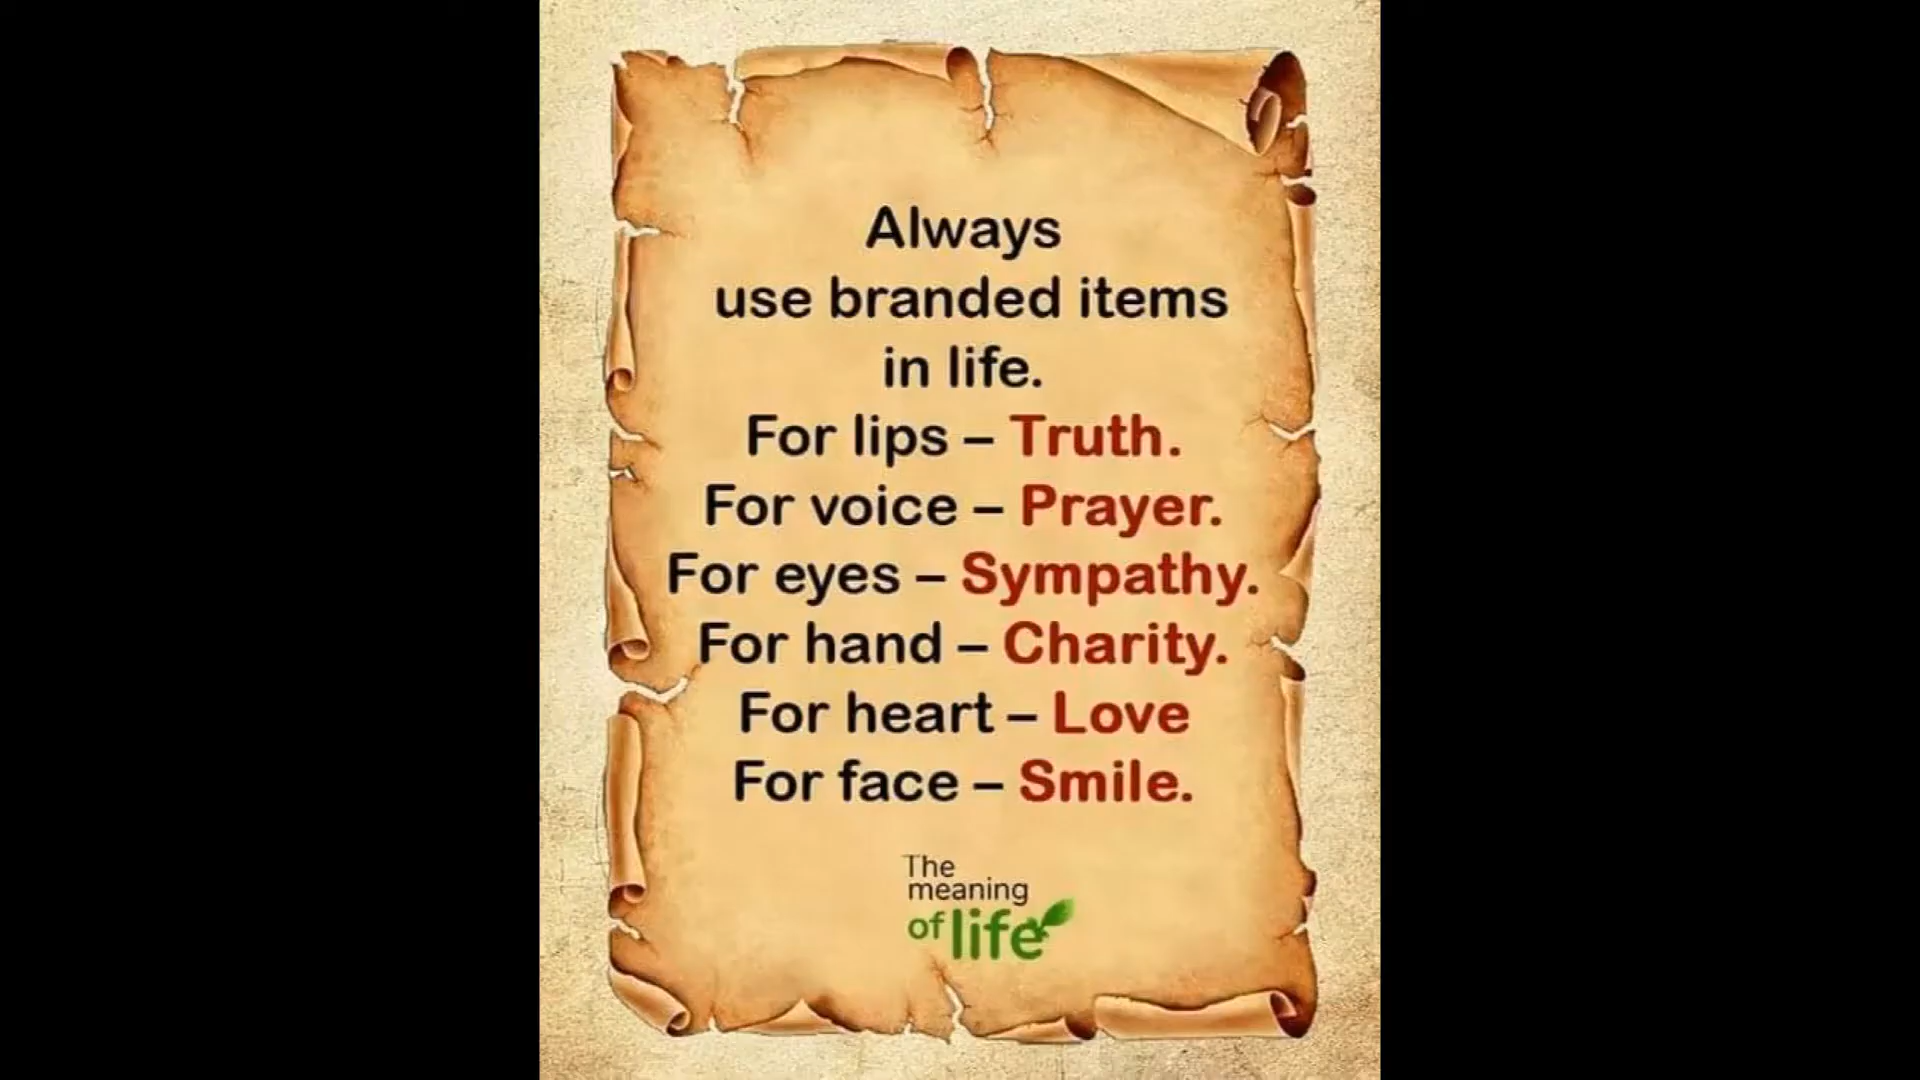 Always
use branded items
in life.
For lips – Truth.
For voice – Prayer.
For eyes – Sympathy.
For hand – Charity.
For heart – Love
For face – Smile.
The
meaning
of life